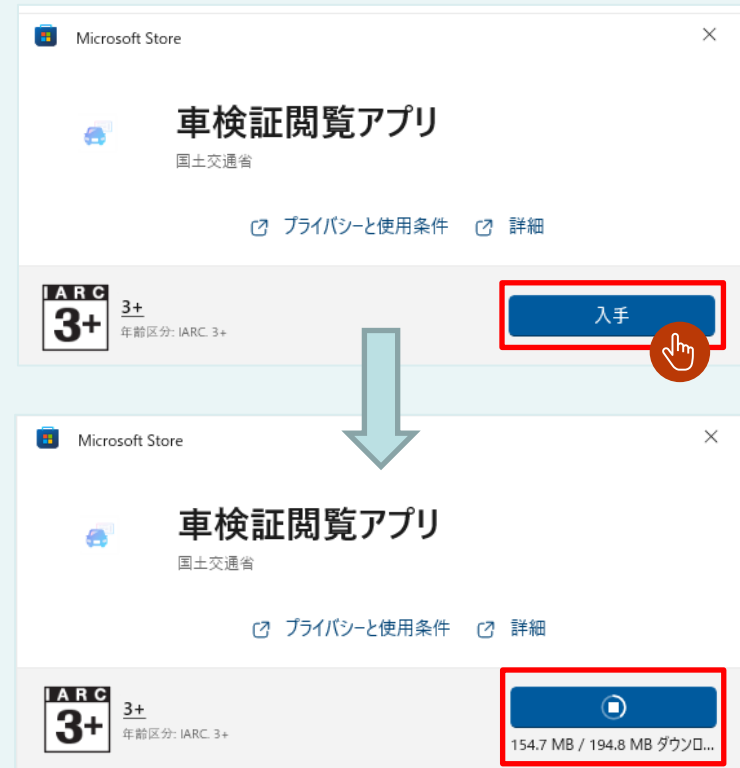 Microsoft Store
車検証閲覧アプリ
国土交通省
プライバシーと使用条件 詳細
IARC
3+
3+
年齢区分: IARC. 3+
入手
Microsoft Store
車検証閲覧アプリ
国土交通省
プライバシーと使用条件 詳細
IARC
3+
3+
年齢区分: IARC. 3+
154.7 MB / 194.8 MB ダウンロ...